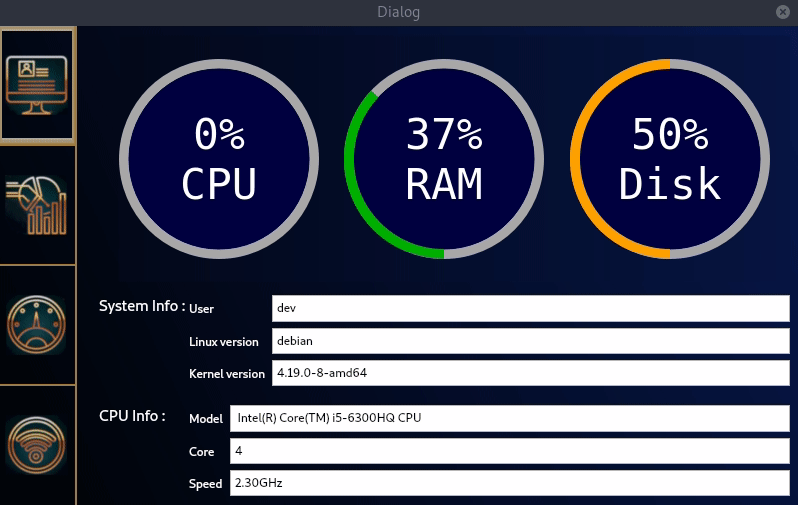 Dialog
0%
CPU
37%
RAM
50%
Disk
System Info : User dev
Linux version debian
Kernel version 4.19.0-8-amd64
CPU Info : Model Intel(R) Core(TM) i5-6300HQ CPU
Core 4
Speed 2.30GHz